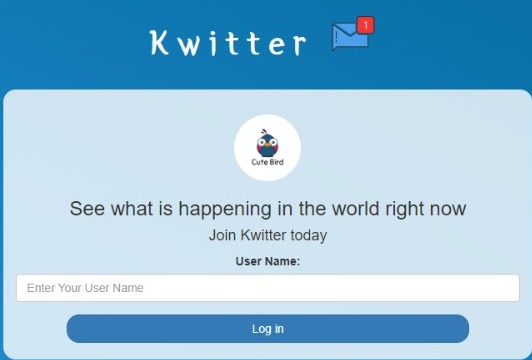 Kwitter
1
Cute Bird
See what is happening in the world right now
Join Kwitter today
User Name:
Enter Your User Name
Log in